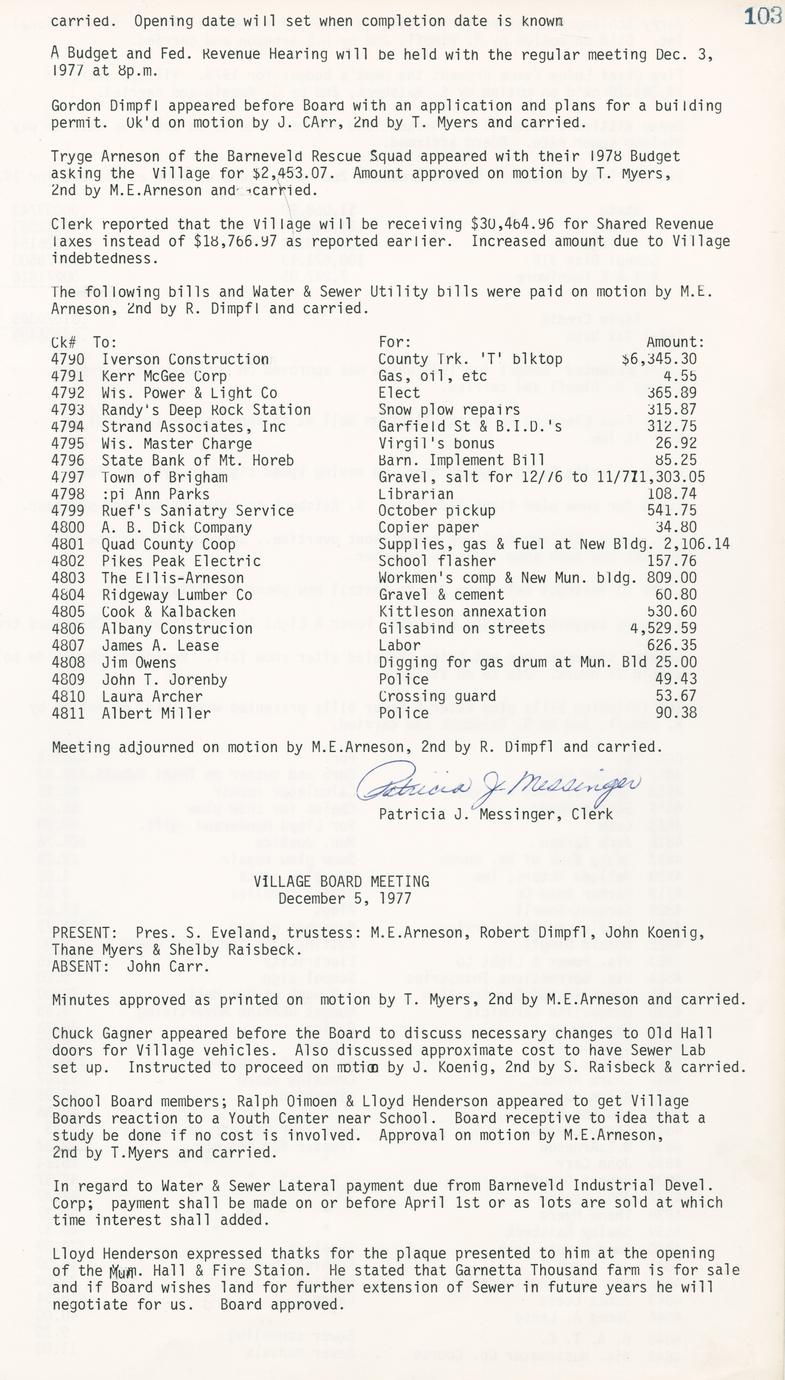 103
carried.  Opening date will set when completion date is known
A Budget and Fed. Revenue Hearing will be held with the regular meeting Dec. 3,
1977 at 8p.m.
Gordon Dimpfl appeared before Board with an application and plans for a building
permit.  Ok'd on motion by J. CArr, 2nd by T. Myers and carried.
Tryge Arneson of the Barneveld Rescue Squad appeared with their 1978 Budget
asking the  Village for $2,453.07.  Amount approved on motion by T. Myers,
2nd by M.E.Arneson and carried.
Clerk reported that the Village will be receiving $30,464.96 for Shared Revenue
Taxes instead of $18,766.97 as reported earlier.  Increased amount due to Village
indebtedness.
The following bills and Water & Sewer Utility bills were paid on motion by M.E.
Arneson, 2nd by R. Dimpfl and carried.
Ck#  To:  For:  Amount:
4790  Iverson Construction  County Trk. 'T' blktop  $6,345.30
4791  Kerr McGee Corp  Gas, oil, etc  4.55
4792  Wis. Power & Light Co  Elect  365.89
4793  Randy's Deep Rock Station  Snow plow repairs  315.87
4794  Strand Associates, Inc  Garfield St & B.I.D.'s  312.75
4795  Wis. Master Charge  Virgil's bonus  26.92
4796  State Bank of Mt. Horeb  Barn. Implement Bill  85.25
4797  Town of Brigham  Gravel, salt for 12//6 to 11/771,303.05
4798  :pi Ann Parks  Librarian  108.74
4799  Ruef's Saniatry Service  October pickup  541.75
4800  A. B. Dick Company  Copier paper  34.80
4801  Quad County Coop  Supplies, gas & fuel at New Bldg. 2,106.14
4802  Pikes Peak Electric  School flasher  157.76
4803  The Ellis-Arneson  Workmen's comp & New Mun. bldg. 809.00
4804  Ridgeway Lumber Co  Gravel & cement  60.80
4805  Cook & Kalbacken  Kittleson annexation  530.60
4806  Albany Construcion  Gilsabind on streets  4,529.59
4807  James A. Lease  Labor  626.35
4808  Jim Owens  Digging for gas drum at Mun. Bld 25.00
4809  John T. Jorenby  Police  49.43
4810  Laura Archer  Crossing guard  53.67
4811  Albert Miller  Police  90.38
Meeting adjourned on motion by M.E.Arneson, 2nd by R. Dimpfl and carried.
Patricia J. Messinger
Patricia J. Messinger, Clerk
VILLAGE BOARD MEETING
December 5, 1977
PRESENT:  Pres. S. Eveland, trustess: M.E.Arneson, Robert Dimpfl, John Koenig,
Thane Myers & Shelby Raisbeck.
ABSENT:  John Carr.
Minutes approved as printed on  motion by T. Myers, 2nd by M.E.Arneson and carried.
Chuck Gagner appeared before the Board to discuss necessary changes to Old Hall
doors for Village vehicles.  Also discussed approximate cost to have Sewer Lab
set up.  Instructed to proceed on motion by J. Koenig, 2nd by S. Raisbeck & carried.
School Board members; Ralph Oimoen & Lloyd Henderson appeared to get Village
Boards reaction to a Youth Center near School.  Board receptive to idea that a
study be done if no cost is involved.  Approval on motion by M.E.Arneson,
2nd by T.Myers and carried.
In regard to Water & Sewer Lateral payment due from Barneveld Industrial Devel.
Corp;  payment shall be made on or before April 1st or as lots are sold at which
time interest shall added.
Lloyd Henderson expressed thatks for the plaque presented to him at the opening
of the Mun. Hall & Fire Staion.  He stated that Garnetta Thousand farm is for sale
and if Board wishes land for further extension of Sewer in future years he will
negotiate for us.   Board approved.